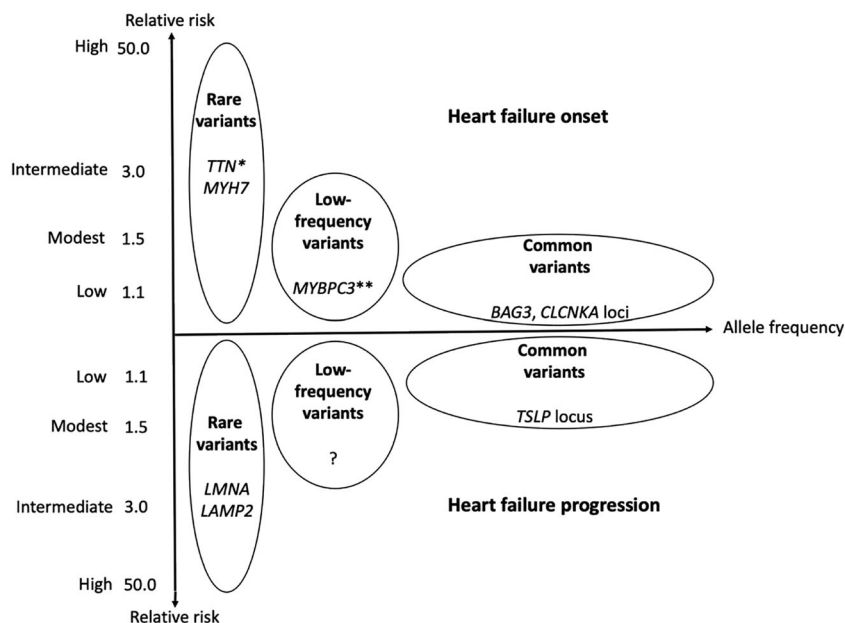 Relative risk
High 50.0
Rare
variants
Heart failure onset
Intermediate 3.0
TTN*
MYH7
Low-
frequency
variants
Modest 1.5
Common
variants
Low 1.1
MYBPC3**
BAG3, CLCNKA loci
Allele frequency
Low 1.1
Low-
frequency
variants
Common
variants
Modest 1.5
Rare
variants
TSLP locus
?
LMNA
LAMP2
Intermediate 3.0
Heart failure progression
High 50.0
Relative risk